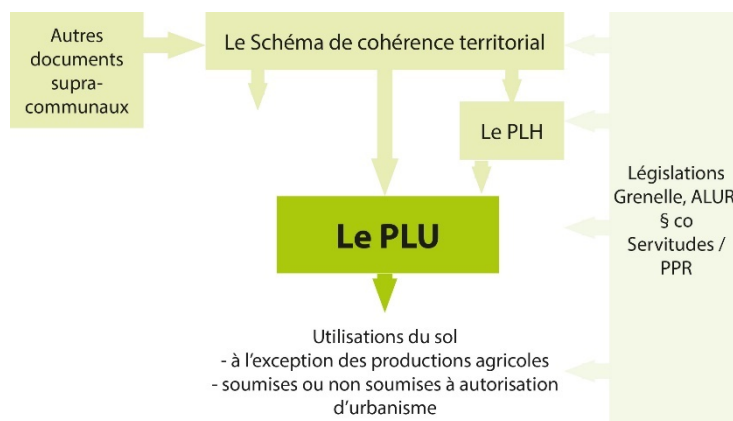 Autres
documents
supra-
communaux
Le Schéma de cohérence territorial
Le PLH
Le PLU
Législations
Grenelle, ALUR
§ co
Servitudes /
PPR
Utilisations du sol
- à l'exception des productions agricoles
- soumises ou non soumises à autorisation
d'urbanisme